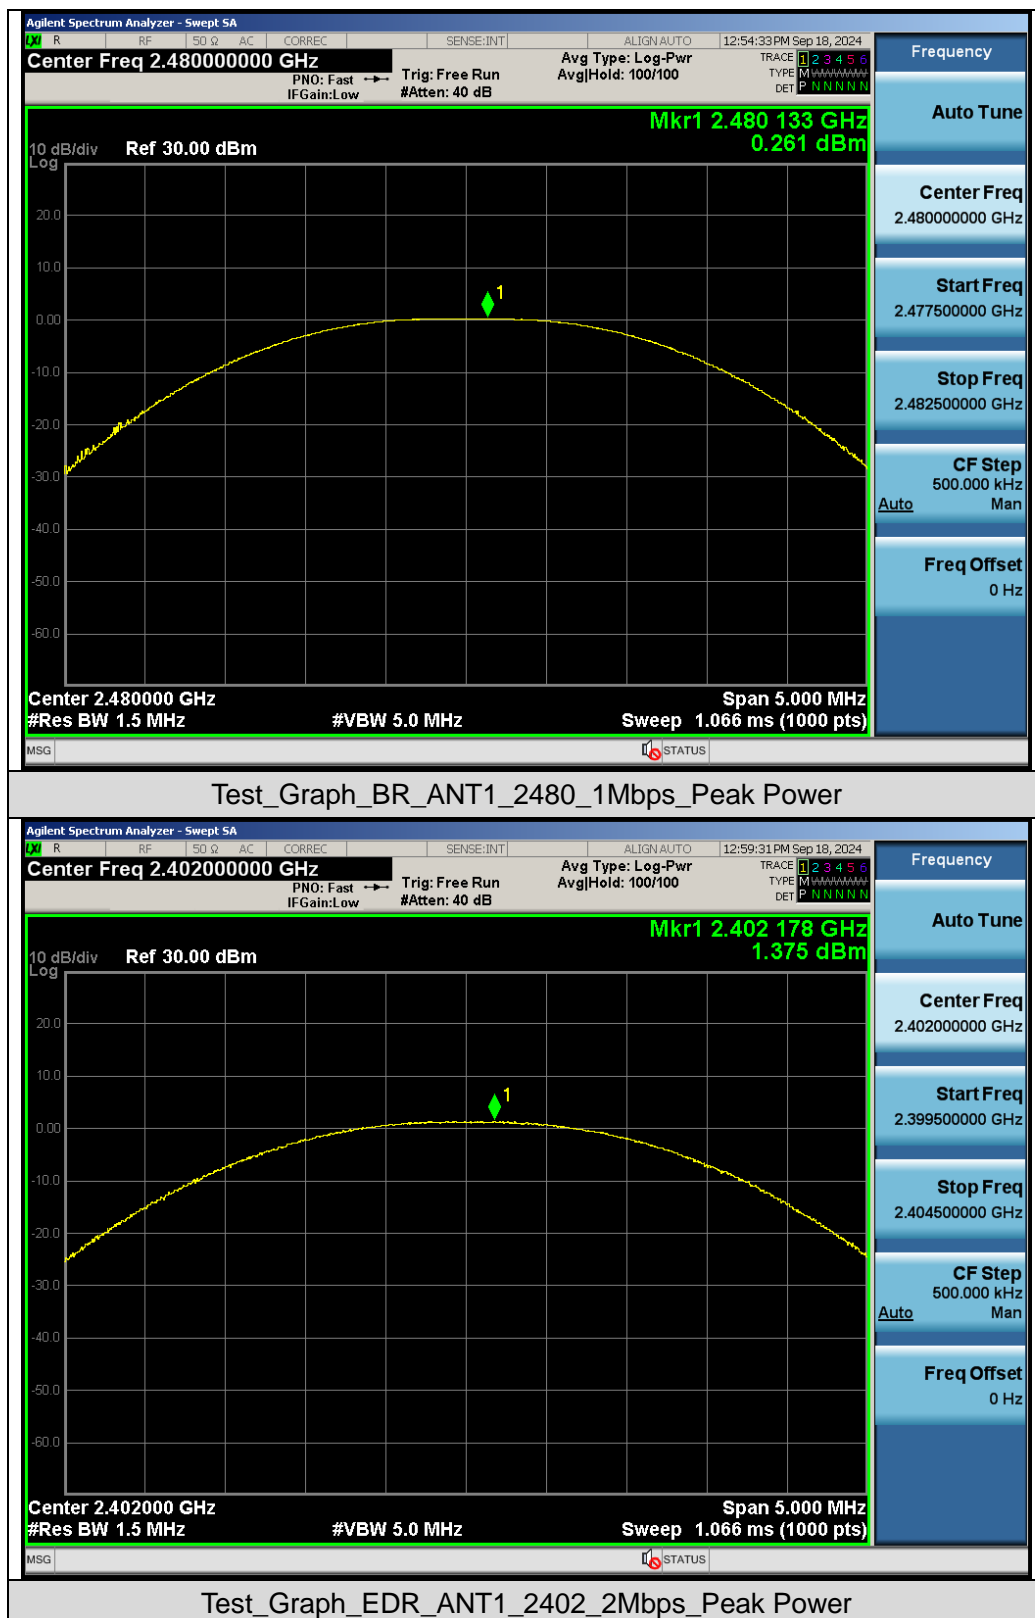 Agilent Spectrum Analyzer - Swept SA
LXI R RF 50 Ω AC CORREC SENSE:INT ALIGN AUTO 12:54:33 PM Sep 18, 2024
Center Freq 2.480000000 GHz
PNO: Fast
IFGain:Low
Trig: Free Run
#Atten: 40 dB
Avg Type: Log-Pwr
Avg|Hold: 100/100
TRACE 1 2 3 4 5 6
TYPE M
DET P N N N N N
Mkr1 2.480 133 GHz
0.261 dBm
10 dB/div Ref 30.00 dBm
Log
20.0
10.0
1
0.00
-10.0
-20.0
-30.0
-40.0
-50.0
-60.0
Center 2.480000 GHz Span 5.000 MHz
#Res BW 1.5 MHz #VBW 5.0 MHz Sweep 1.066 ms (1000 pts)
MSG STATUS
Frequency
Auto Tune
Center Freq
2.480000000 GHz
Start Freq
2.477500000 GHz
Stop Freq
2.482500000 GHz
CF Step
500.000 kHz
Auto Man
Freq Offset
0 Hz
Test_Graph_BR_ANT1_2480_1Mbps_Peak Power
Agilent Spectrum Analyzer - Swept SA
LXI R RF 50 Ω AC CORREC SENSE:INT ALIGN AUTO 12:59:31 PM Sep 18, 2024
Center Freq 2.402000000 GHz
PNO: Fast
IFGain:Low
Trig: Free Run
#Atten: 40 dB
Avg Type: Log-Pwr
Avg|Hold: 100/100
TRACE 1 2 3 4 5 6
TYPE M
DET P N N N N N
Mkr1 2.402 178 GHz
1.375 dBm
10 dB/div Ref 30.00 dBm
Log
20.0
10.0
1
0.00
-10.0
-20.0
-30.0
-40.0
-50.0
-60.0
Center 2.402000 GHz Span 5.000 MHz
#Res BW 1.5 MHz #VBW 5.0 MHz Sweep 1.066 ms (1000 pts)
MSG STATUS
Frequency
Auto Tune
Center Freq
2.402000000 GHz
Start Freq
2.399500000 GHz
Stop Freq
2.404500000 GHz
CF Step
500.000 kHz
Auto Man
Freq Offset
0 Hz
Test_Graph_EDR_ANT1_2402_2Mbps_Peak Power